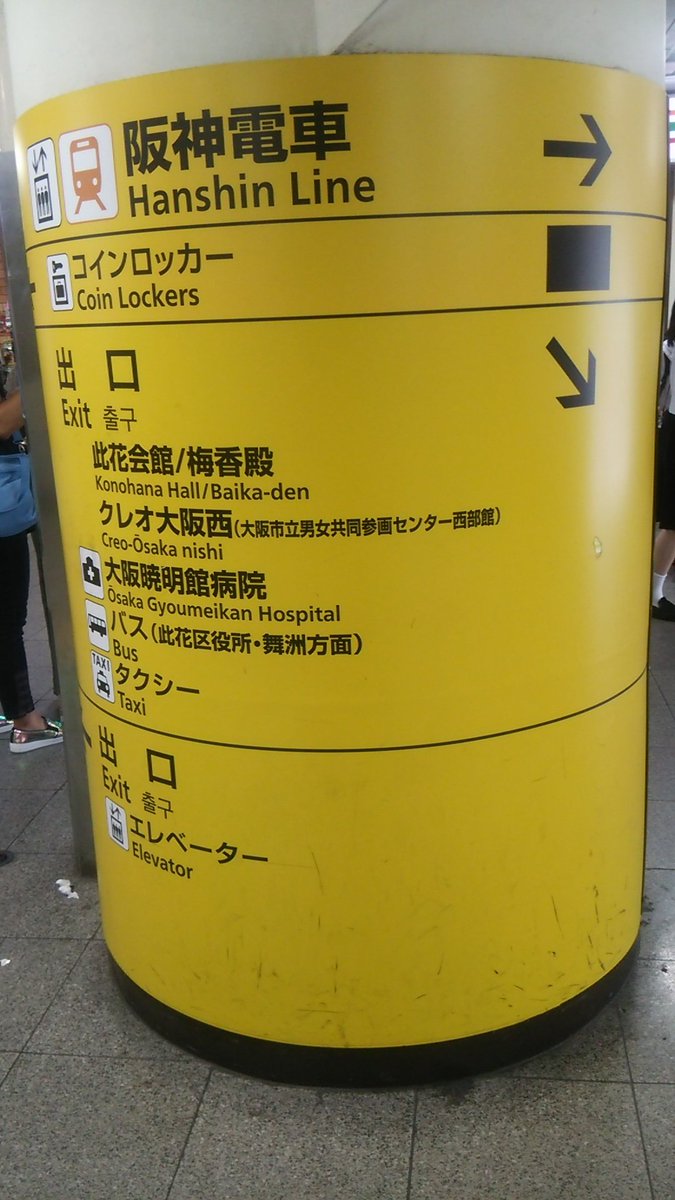 阪神電車
Hanshin Line
コインロッカー
Coin Lockers
出口
Exit 출구
此花会館/梅香殿
Konohana Hall/Baika-den
クレオ大阪西(大阪市立男女共同参画センター西部館)
Creo-Ōsaka nishi
大阪暁明館病院
Ōsaka Gyoumeikan Hospital
バス(此花区役所・舞洲方面)
Bus
TAXI
タクシー
Taxi
出口
Exit 출구
エレベーター
Elevator